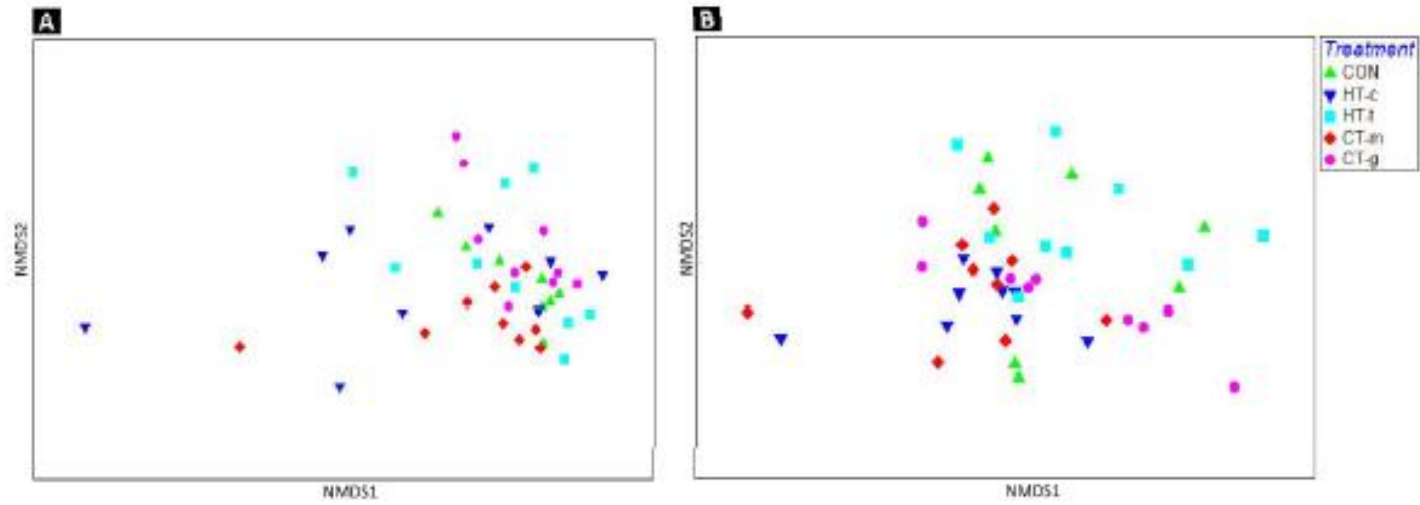 A
B
NMDS2
NMDS1
NMDS2
NMDS1
Treatment
CON
HT-c
HT-t
CT-m
CT-g